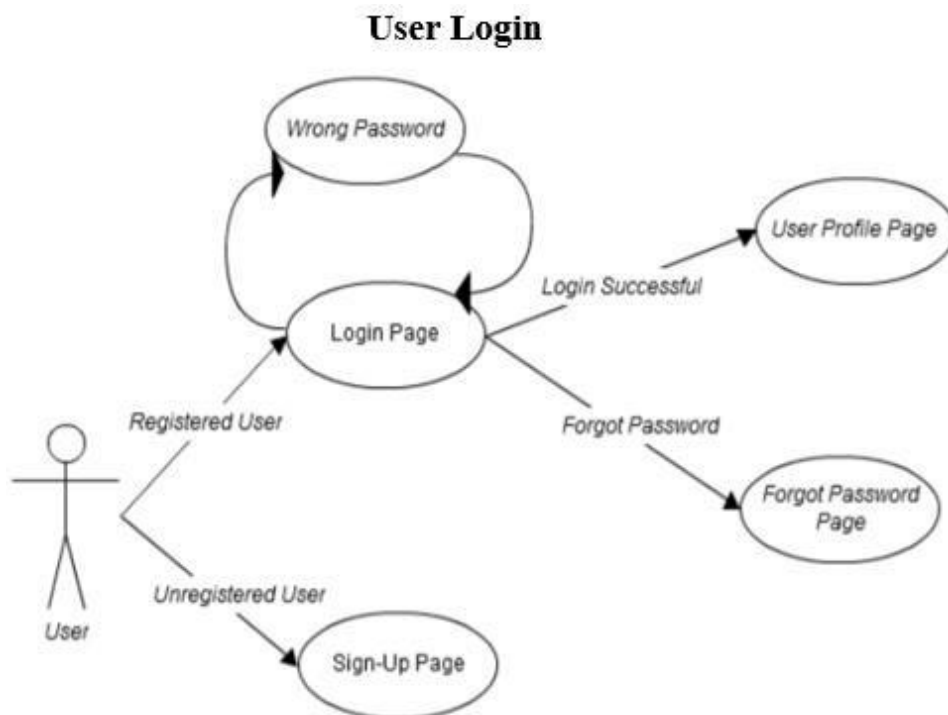 User Login
Wrong Password
User Profile Page
Login Successful
Login Page
Registered User
Forgot Password
Forgot Password
Page
Unregistered User
User
Sign-Up Page